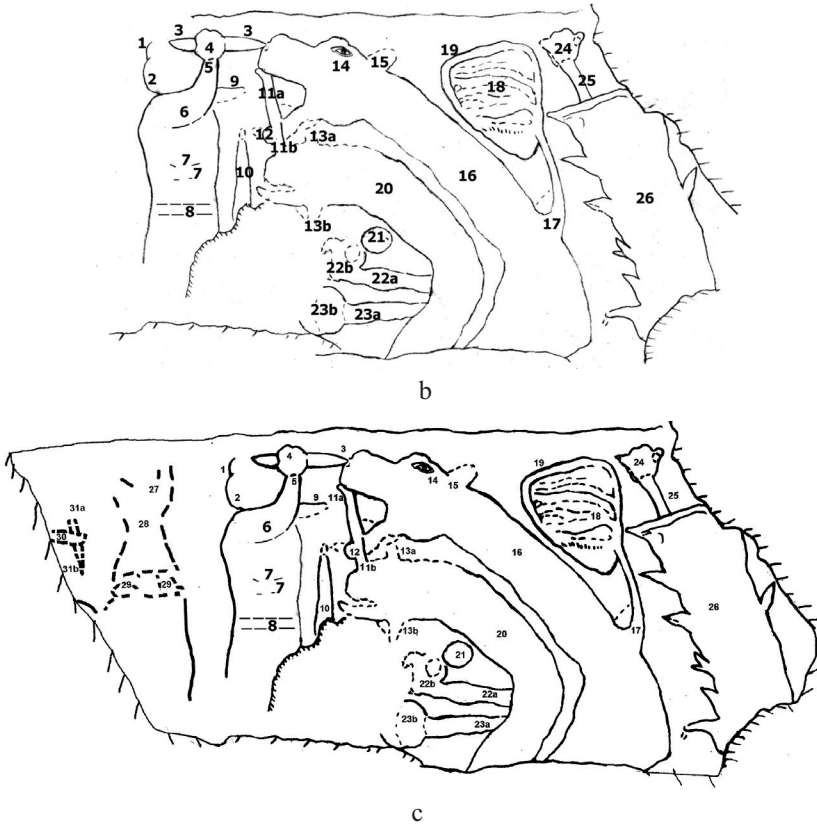 3 3
1 4 19 24
5 14 15
2 9 18 25
11a
6
12 13a
11b
7 16
7 10 20 26
8
13b 17
21
22b 22a
23b 23a
b
3
4 19 24
1 5 14 15
27 2 9 11a 25
31a 18
28 6 16
30 12 13a
31b 11b
7
29 29 7 10 26
8 13b 20 17
21
22b 22a
23b 23a
c